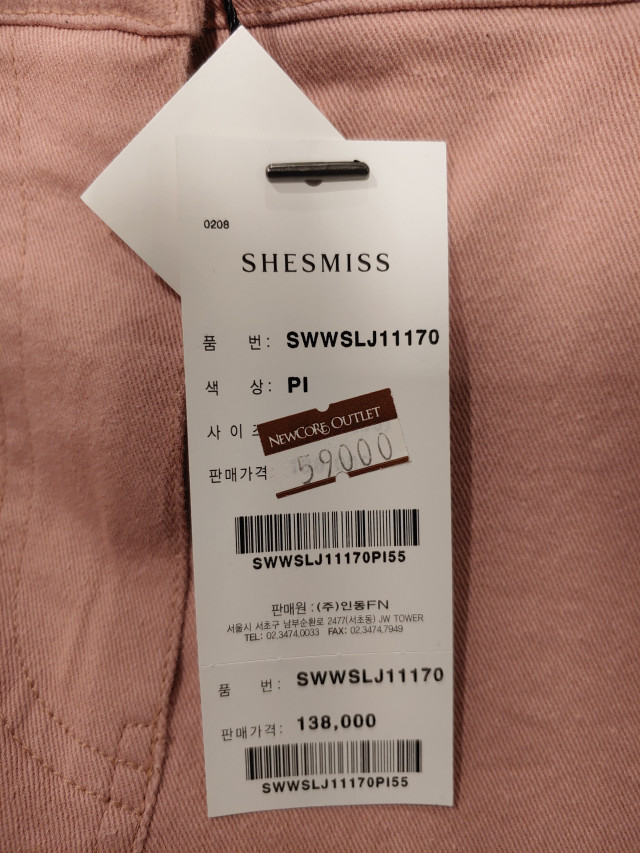 0208
SHESMISS
품 번: SWWSLJ11170
색 상: PI
사이즈
NEWCORE OUTLET
판매가격 59000
SWWSLJ11170PI55
판매원 : (주)인동FN
서울시 서초구 남부순환로 2477(서초동) JW TOWER
TEL: 02.3474.0033 FAX: 02.3474.7949
품 번: SWWSLJ11170
판매가격: 138,000
SWWSLJ11170PI55